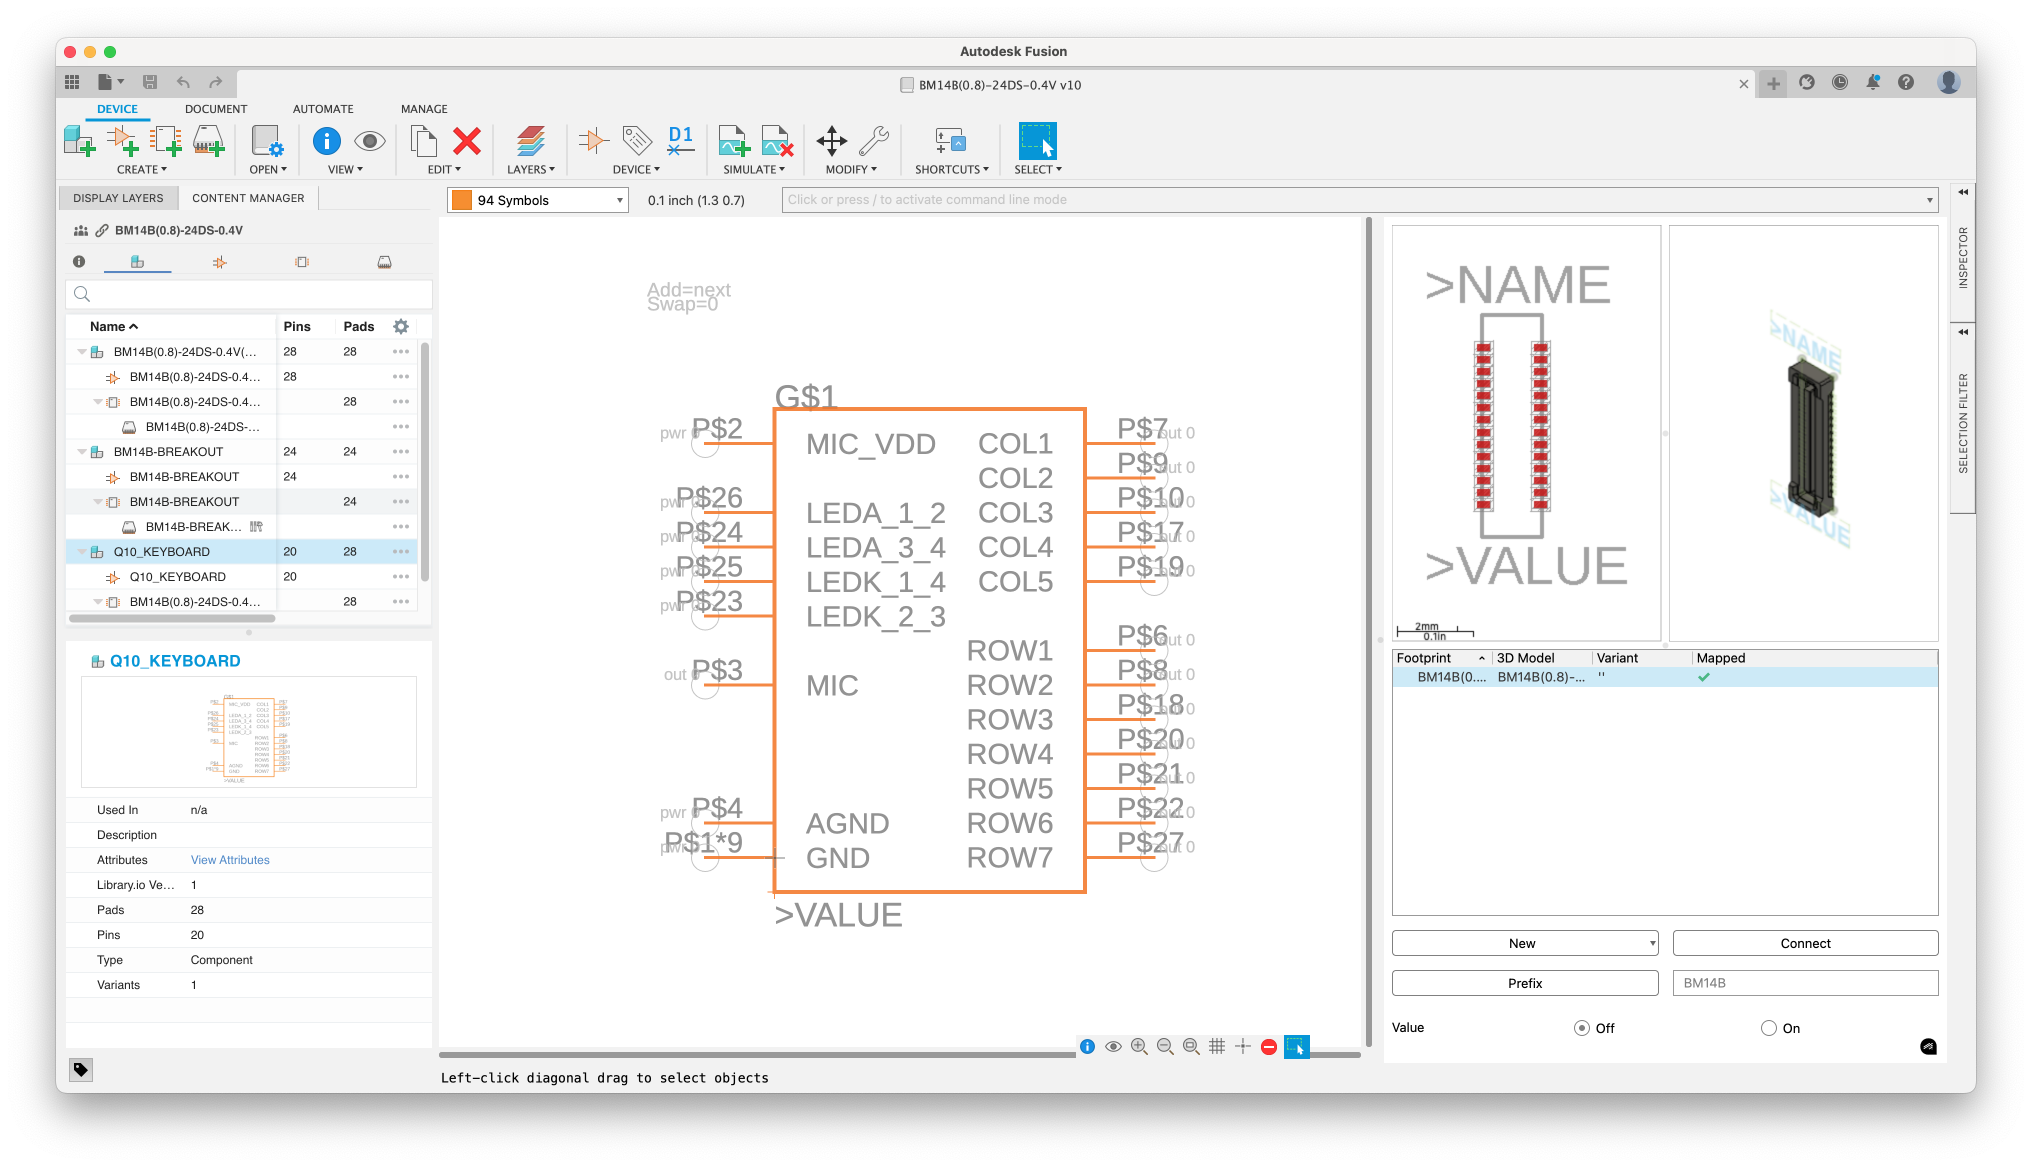 Autodesk Fusion
BM14B(0.8)-24DS-0.4V v10
DEVICE DOCUMENT AUTOMATE MANAGE
D1
CREATE OPEN VIEW EDIT LAYERS DEVICE SIMULATE MODIFY SHORTCUTS SELECT
DISPLAY LAYERS CONTENT MANAGER
94 Symbols 0.1 inch (1.3 0.7) Click or press / to activate command line mode
BM14B(0.8)-24DS-0.4V
Name Pins Pads
BM14B(0.8)-24DS-0.4V(... 28 28
BM14B(0.8)-24DS-0.4... 28
BM14B(0.8)-24DS-0.4... 28
BM14B(0.8)-24DS-...
BM14B-BREAKOUT 24 24
BM14B-BREAKOUT 24
BM14B-BREAKOUT 24
BM14B-BREAK...
Q10_KEYBOARD 20 28
Q10_KEYBOARD 20
BM14B(0.8)-24DS-0.4... 28
Q10_KEYBOARD
Used In n/a
Description
Attributes View Attributes
Library.io Ve... 1
Pads 28
Pins 20
Type Component
Variants 1
Add=next
Swap=0
G$1
pwr 0 P$2 MIC_VDD COL1 P$7 out 0
COL2 P$9 out 0
pwr 0 P$26 LEDA_1_2 COL3 P$10 out 0
pwr 0 P$24 LEDA_3_4 COL4 P$17 out 0
pwr 0 P$25 LEDK_1_4 COL5 P$19 out 0
pwr 0 P$23 LEDK_2_3
ROW1 P$6 out 0
out 0 P$3 MIC ROW2 P$8 out 0
ROW3 P$18 out 0
ROW4 P$20 out 0
ROW5 P$21 out 0
pwr 0 P$4 AGND ROW6 P$22 out 0
pwr 0 P$1*9 GND ROW7 P$27 out 0
>VALUE
>NAME
>VALUE
2mm
0.1in
>NAME
>VALUE
INSPECTOR
SELECTION FILTER
Footprint 3D Model Variant Mapped
BM14B(0.... BM14B(0.8)-... ''
New Connect
Prefix BM14B
Value Off On
Left-click diagonal drag to select objects